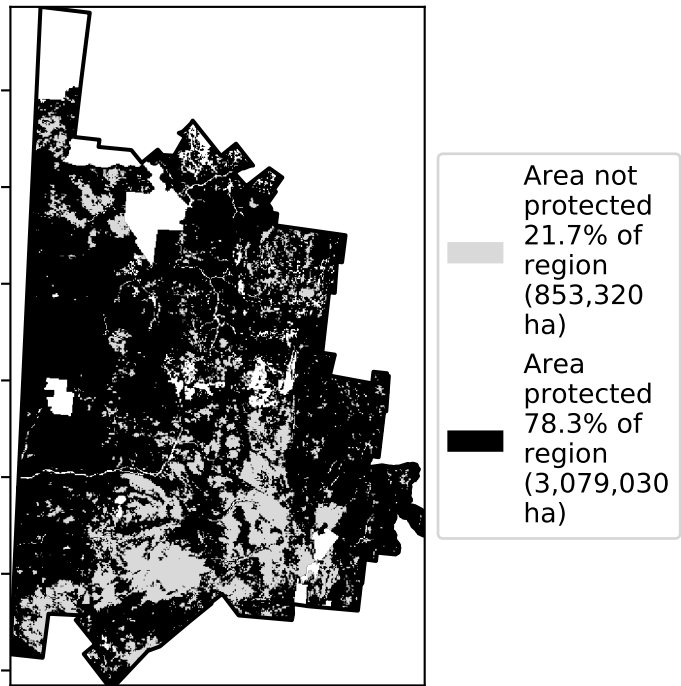 Area not
protected
21.7% of
region
(853,320
ha)
Area
protected
78.3% of
region
(3,079,030
ha)